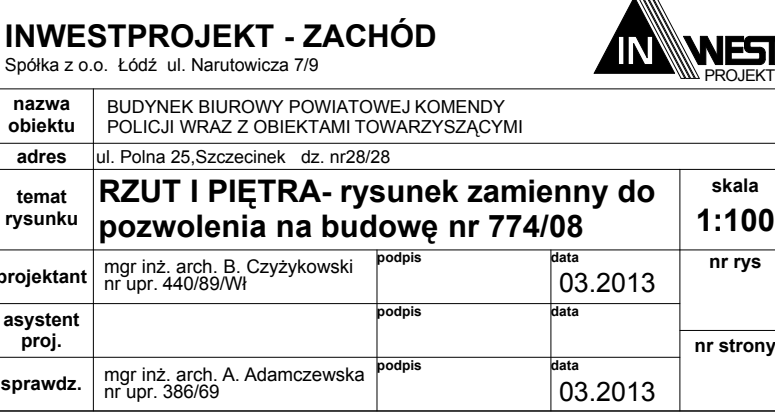 INWESTPROJEKT - ZACHÓD
Spółka z o.o. Łódź ul. Narutowicza 7/9
IN WEST
PROJEKT
nazwa obiektu
BUDYNEK BIUROWY POWIATOWEJ KOMENDY
POLICJI WRAZ Z OBIEKTAMI TOWARZYSZĄCYMI
adres
ul. Polna 25,Szczecinek dz. nr28/28
temat rysunku
RZUT I PIĘTRA- rysunek zamienny do
pozwolenia na budowę nr 774/08
skala
1:100
projektant
mgr inż. arch. B. Czyżykowski
nr upr. 440/89/Wł
podpis
data
03.2013
nr rys
asystent
proj.
podpis
data
nr strony
sprawdz.
mgr inż. arch. A. Adamczewska
nr upr. 386/69
podpis
data
03.2013